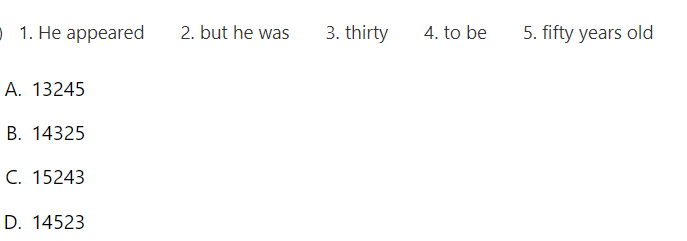 ) 1. He appeared 2. but he was 3. thirty 4. to be 5. fifty years old
A. 13245
B. 14325
C. 15243
D. 14523